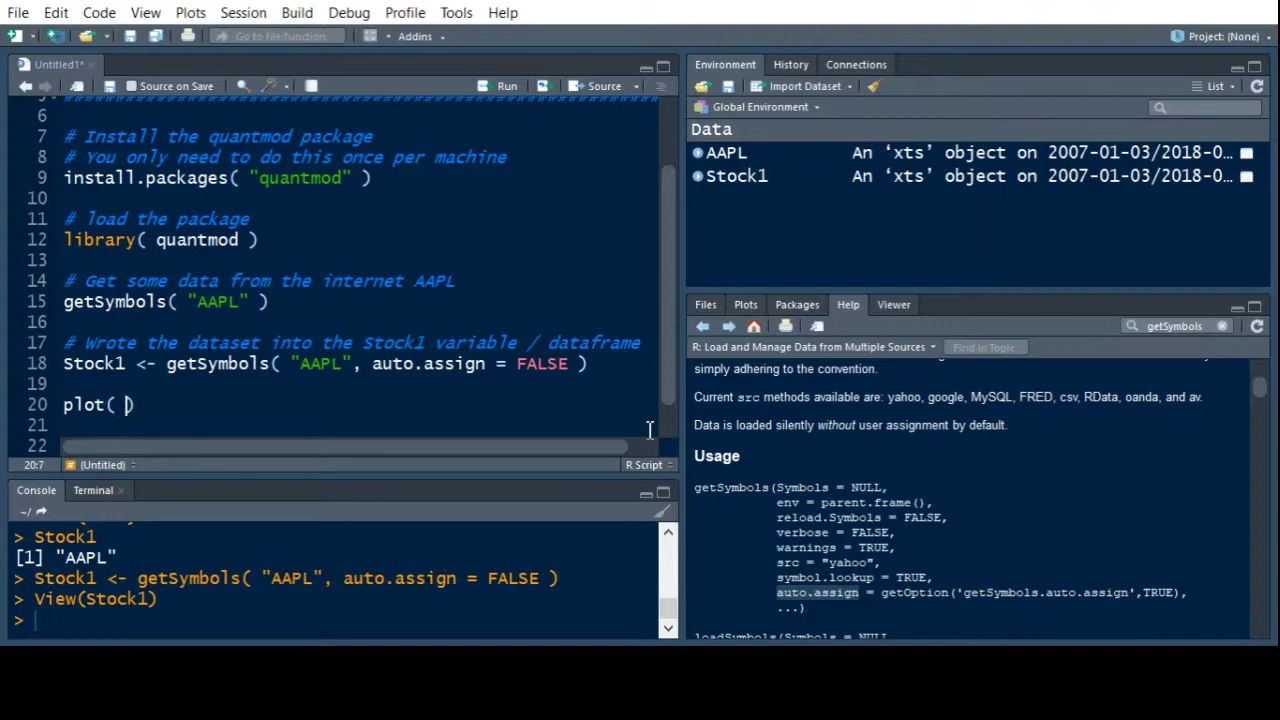 File Edit Code View Plots Session Build Debug Profile Tools Help
Go to file/function Addins Project: (None)
Untitled1*
Source on Save Run Source
6
7 # Install the quantmod package
8 # You only need to do this once per machine
9 install.packages( "quantmod" )
10
11 # load the package
12 library( quantmod )
13
14 # Get some data from the internet AAPL
15 getSymbols( "AAPL" )
16
17 # Wrote the dataset into the Stock1 variable / dataframe
18 Stock1 <- getSymbols( "AAPL", auto.assign = FALSE )
19
20 plot( )
21
22
20:7 (Untitled) R Script
Console Terminal
~/
> Stock1
[1] "AAPL"
> Stock1 <- getSymbols( "AAPL", auto.assign = FALSE )
> View(Stock1)
>
Environment History Connections
Import Dataset List
Global Environment
Data
AAPL An ‘xts’ object on 2007-01-03/2018-0…
Stock1 An ‘xts’ object on 2007-01-03/2018-0…
Files Plots Packages Help Viewer
getSymbols
R: Load and Manage Data from Multiple Sources Find in Topic
simply adhering to the convention.
Current src methods available are: yahoo, google, MySQL, FRED, csv, RData, oanda, and av.
Data is loaded silently without user assignment by default.
Usage
getSymbols(Symbols = NULL,
env = parent.frame(),
reload.Symbols = FALSE,
verbose = FALSE,
warnings = TRUE,
src = "yahoo",
symbol.lookup = TRUE,
auto.assign = getOption('getSymbols.auto.assign',TRUE),
...)
loadSymbols(Symbols = NULL